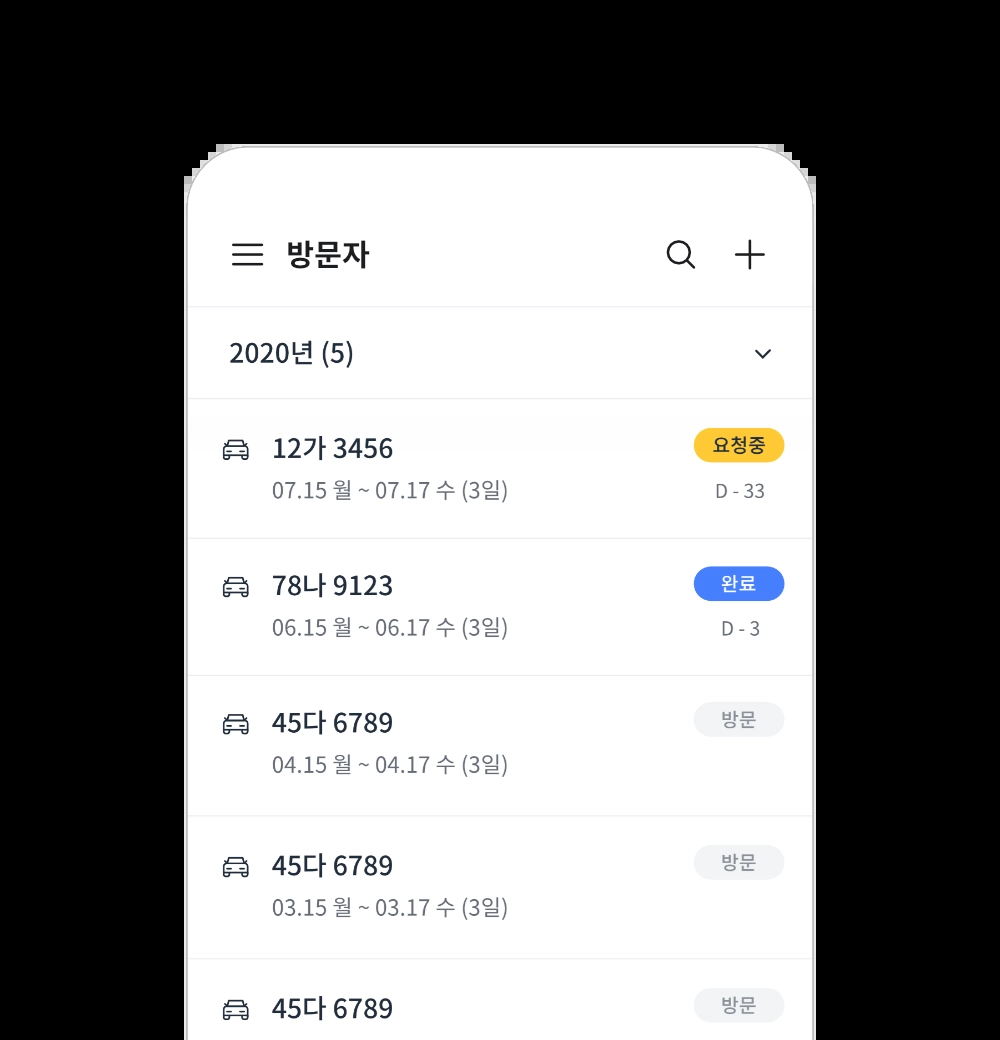 방문자
2020년 (5)
12가 3456 요청중
07.15 월 ~ 07.17 수 (3일) D - 33
78나 9123 완료
06.15 월 ~ 06.17 수 (3일) D - 3
45다 6789 방문
04.15 월 ~ 04.17 수 (3일)
45다 6789 방문
03.15 월 ~ 03.17 수 (3일)
45다 6789 방문